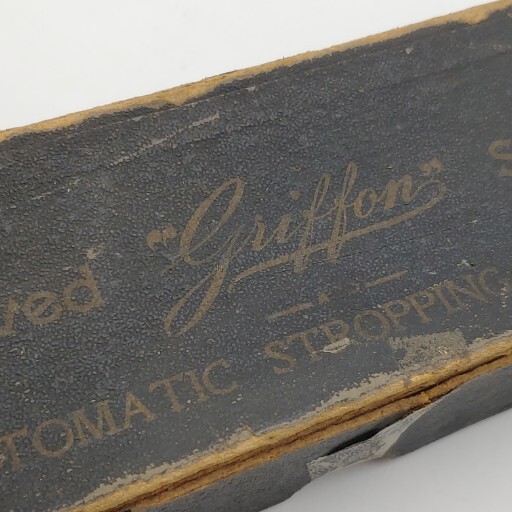 ved "Griffon" S
TOMATIC STROPPING